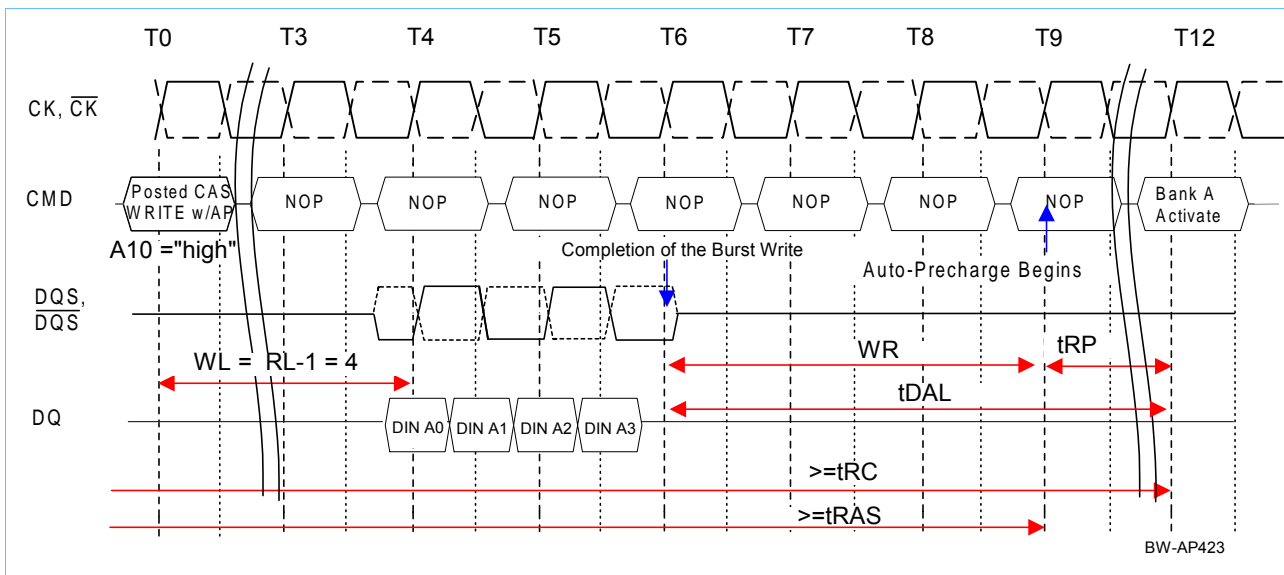 T0 T3 T4 T5 T6 T7 T8 T9 T12
CK, CK
CMD
Posted CAS
WRITE w/AP
NOP NOP NOP NOP NOP NOP NOP
Bank A
Activate
A10 ="high"
Completion of the Burst Write
Auto-Precharge Begins
DQS,
DQS
WL = RL-1 = 4
WR
tRP
tDAL
DQ
DIN A0 DIN A1 DIN A2 DIN A3
>=tRC
>=tRAS
BW-AP423